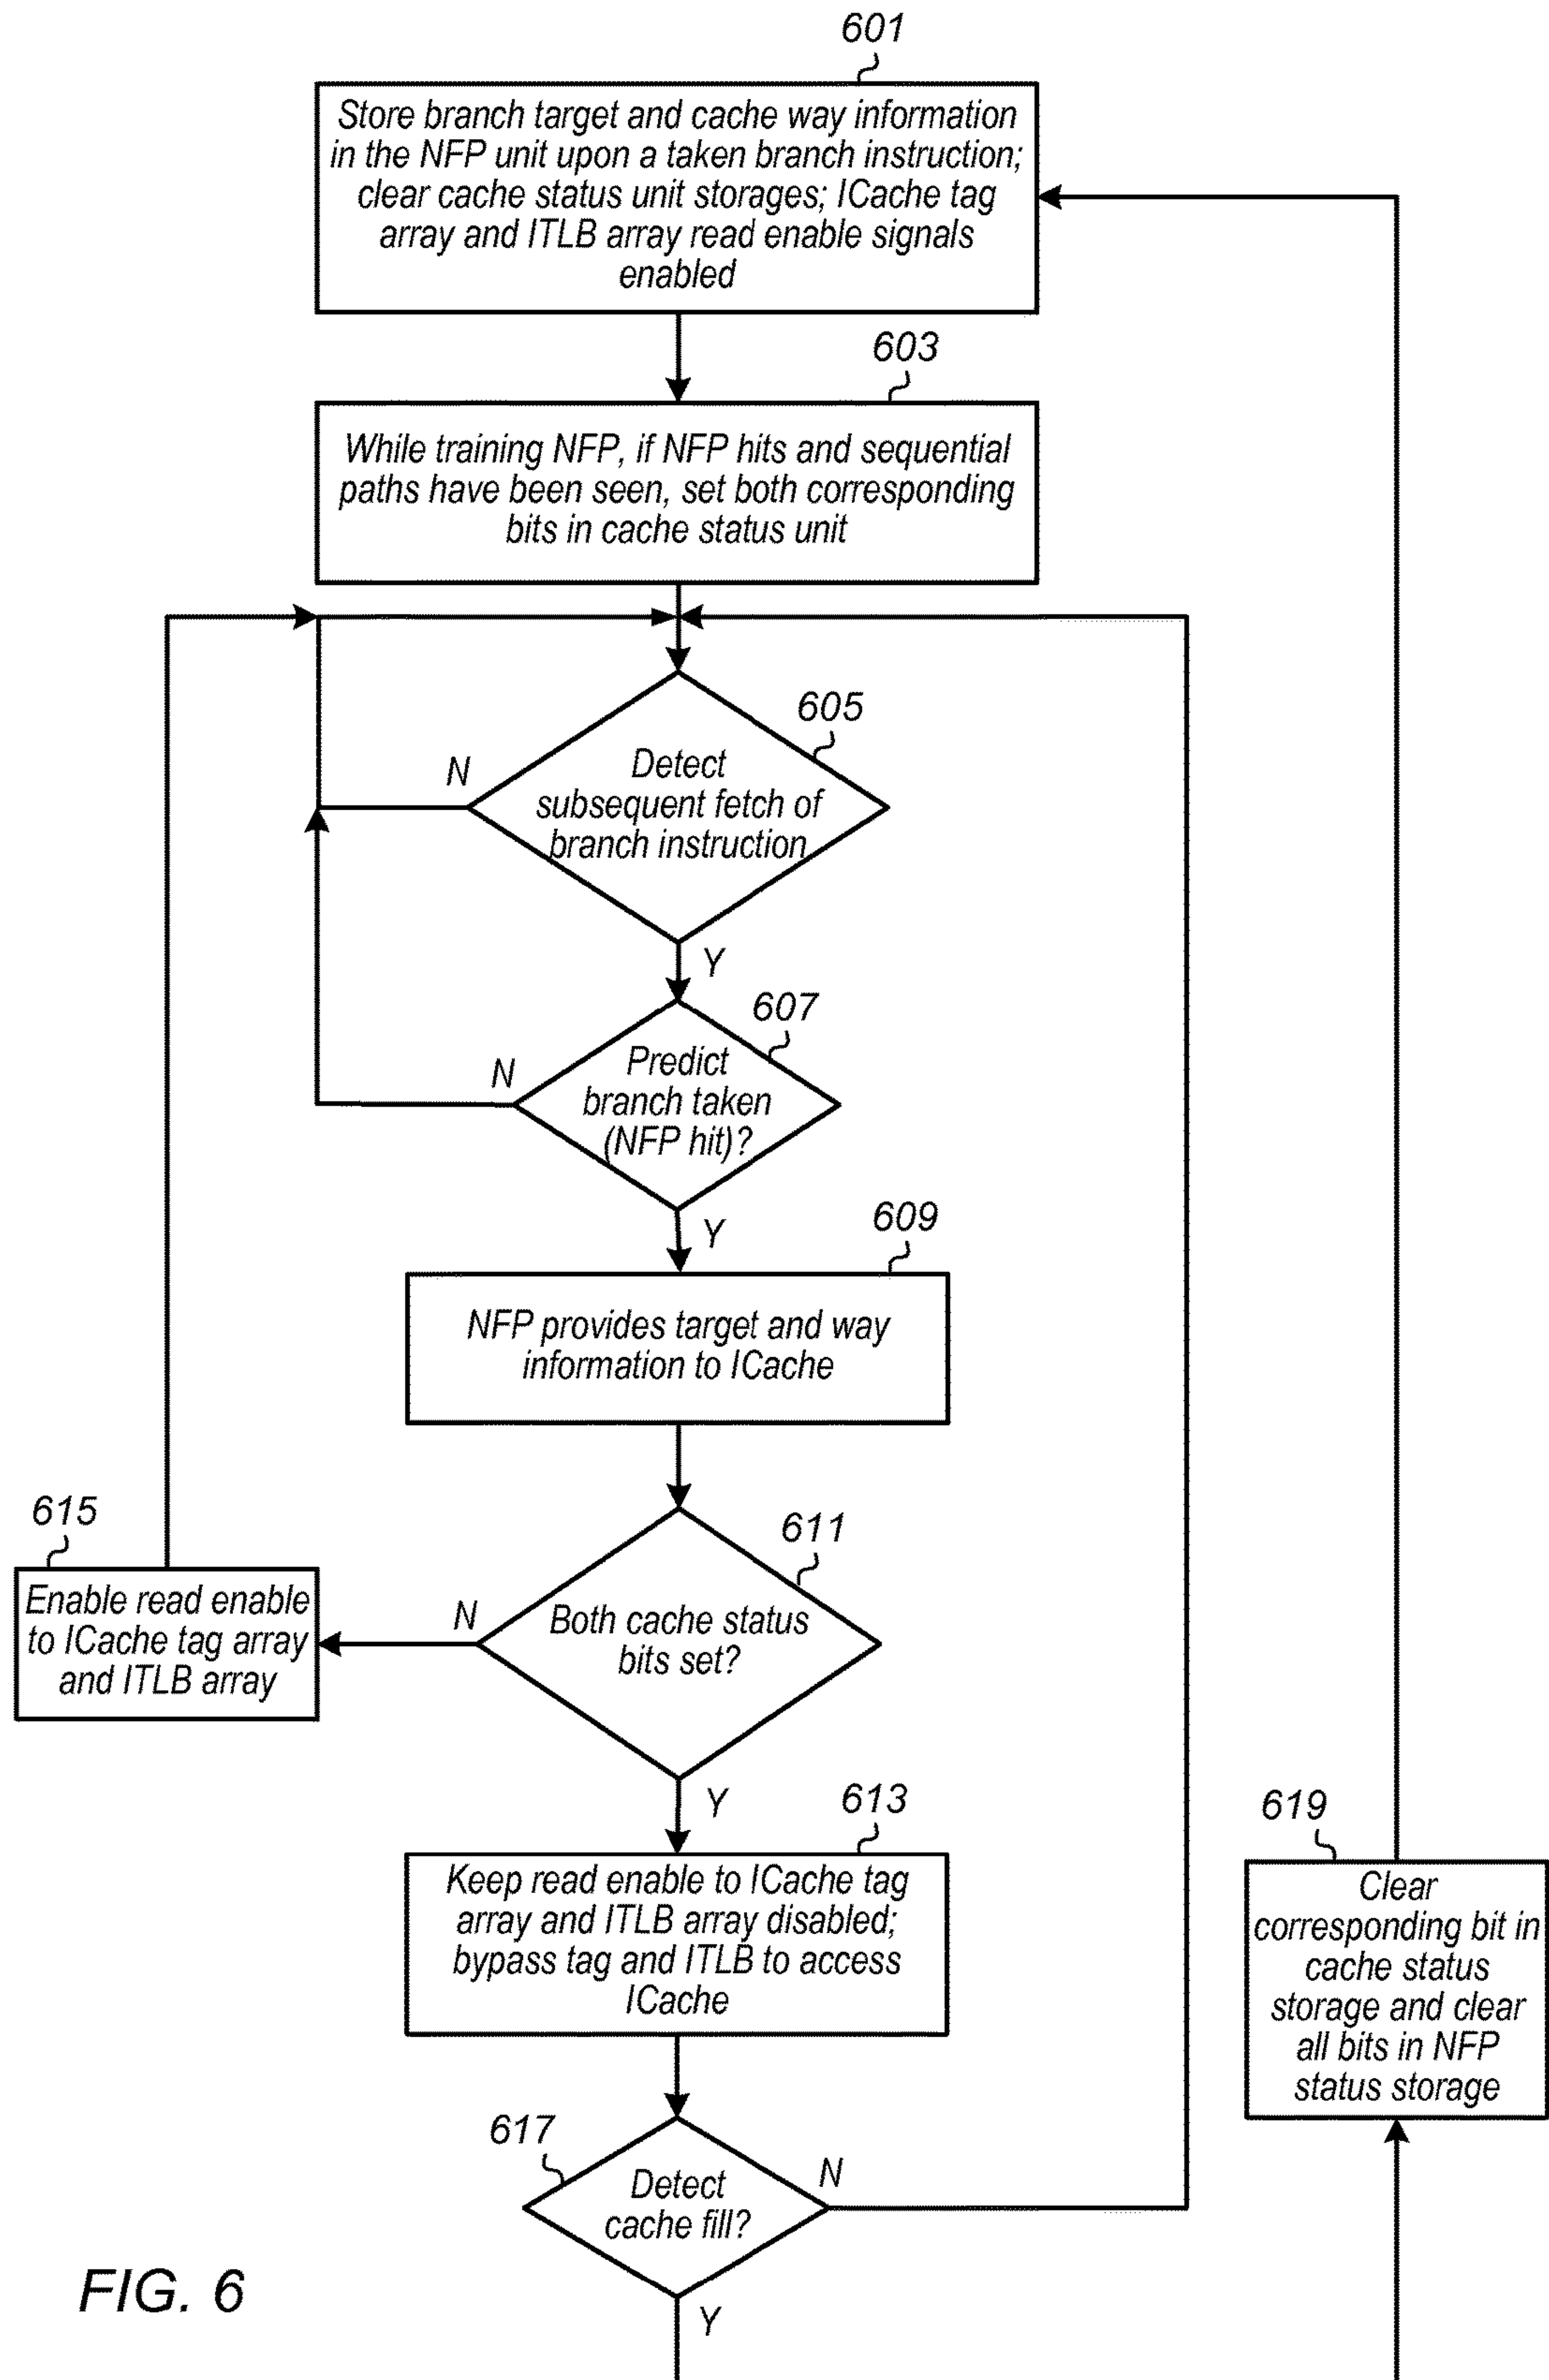 601
Store branch target and cache way information
in the NFP unit upon a taken branch instruction;
clear cache status unit storages; ICache tag
array and ITLB array read enable signals
enabled
603
While training NFP, if NFP hits and sequential
paths have been seen, set both corresponding
bits in cache status unit
605
N
Detect
subsequent fetch of
branch instruction
Y
607
N
Predict
branch taken
(NFP hit)?
Y
609
NFP provides target and way
information to ICache
615
Enable read enable
to ICache tag array
and ITLB array
611
N
Both cache status
bits set?
Y
613
Keep read enable to ICache tag
array and ITLB array disabled;
bypass tag and ITLB to access
ICache
619
Clear
corresponding bit in
cache status
storage and clear
all bits in NFP
status storage
617
N
Detect
cache fill?
Y
FIG. 6